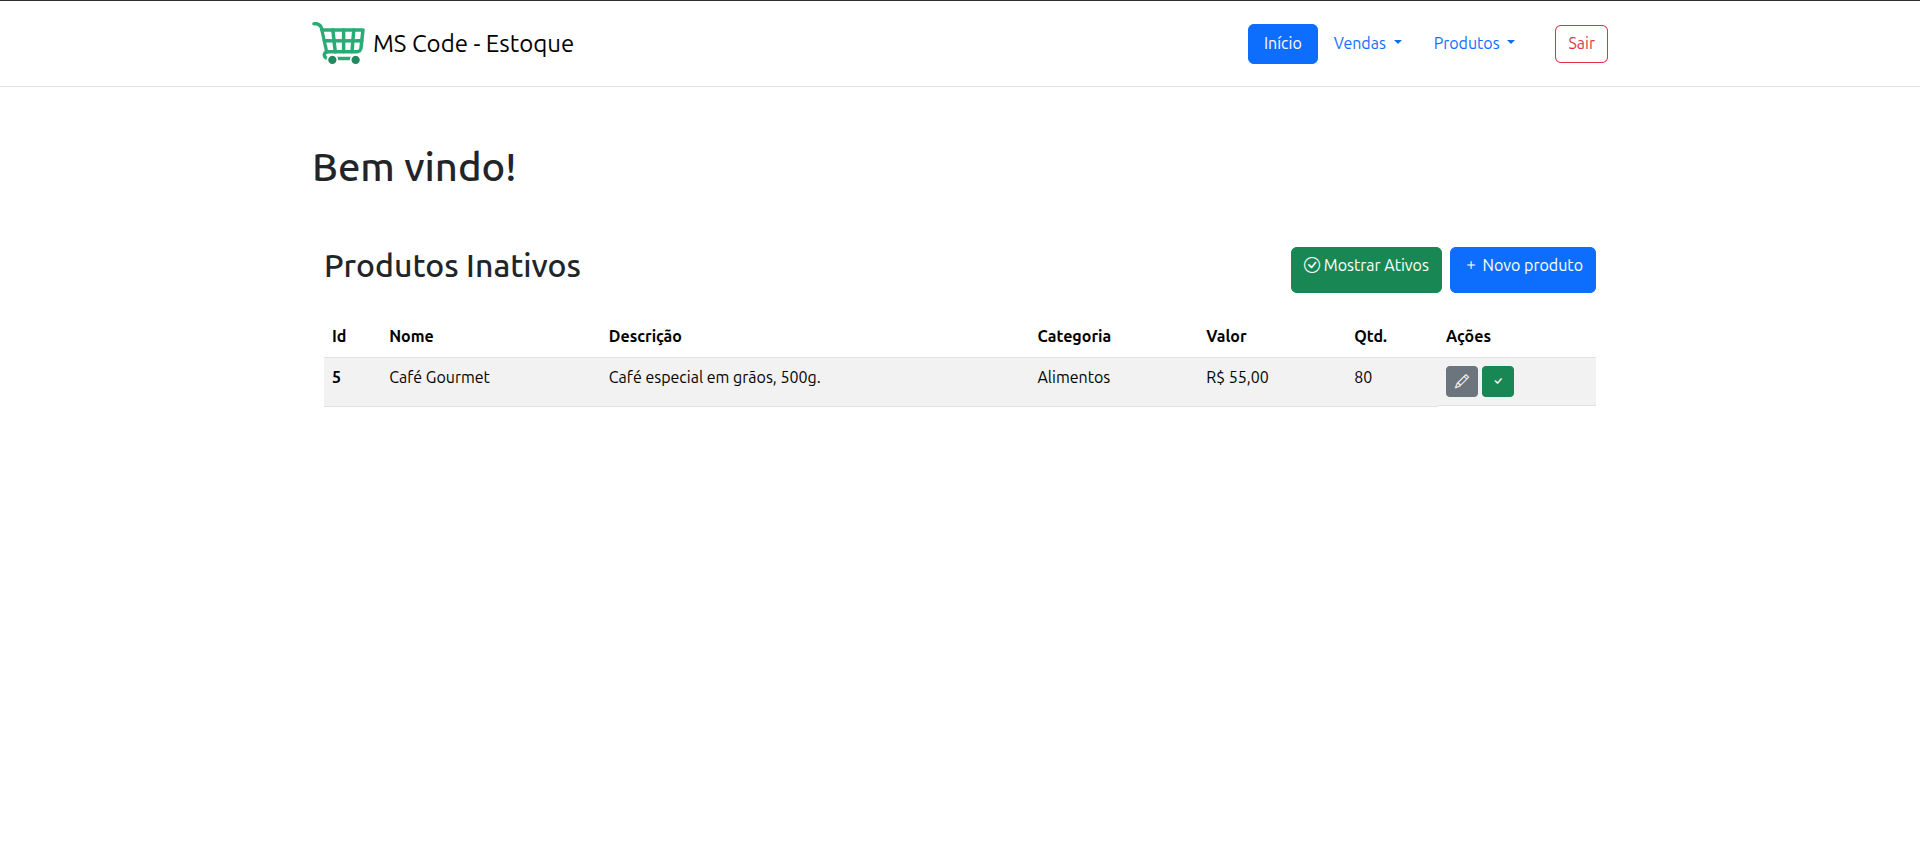 MS Code - Estoque
Início Vendas Produtos Sair
Bem vindo!
Produtos Inativos
Mostrar Ativos + Novo produto
Id Nome Descrição Categoria Valor Qtd. Ações
5 Café Gourmet Café especial em grãos, 500g. Alimentos R$ 55,00 80